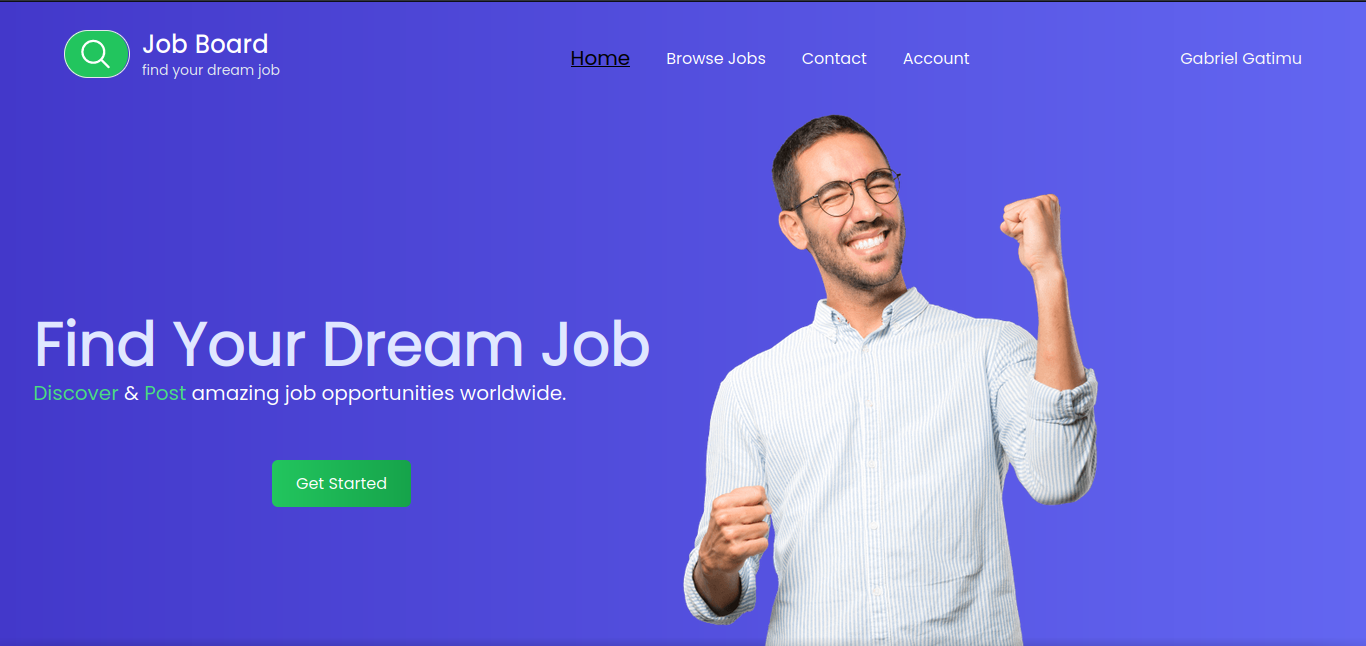 Job Board
find your dream job
Home Browse Jobs Contact Account Gabriel Gatimu
Find Your Dream Job
Discover & Post amazing job opportunities worldwide.
Get Started